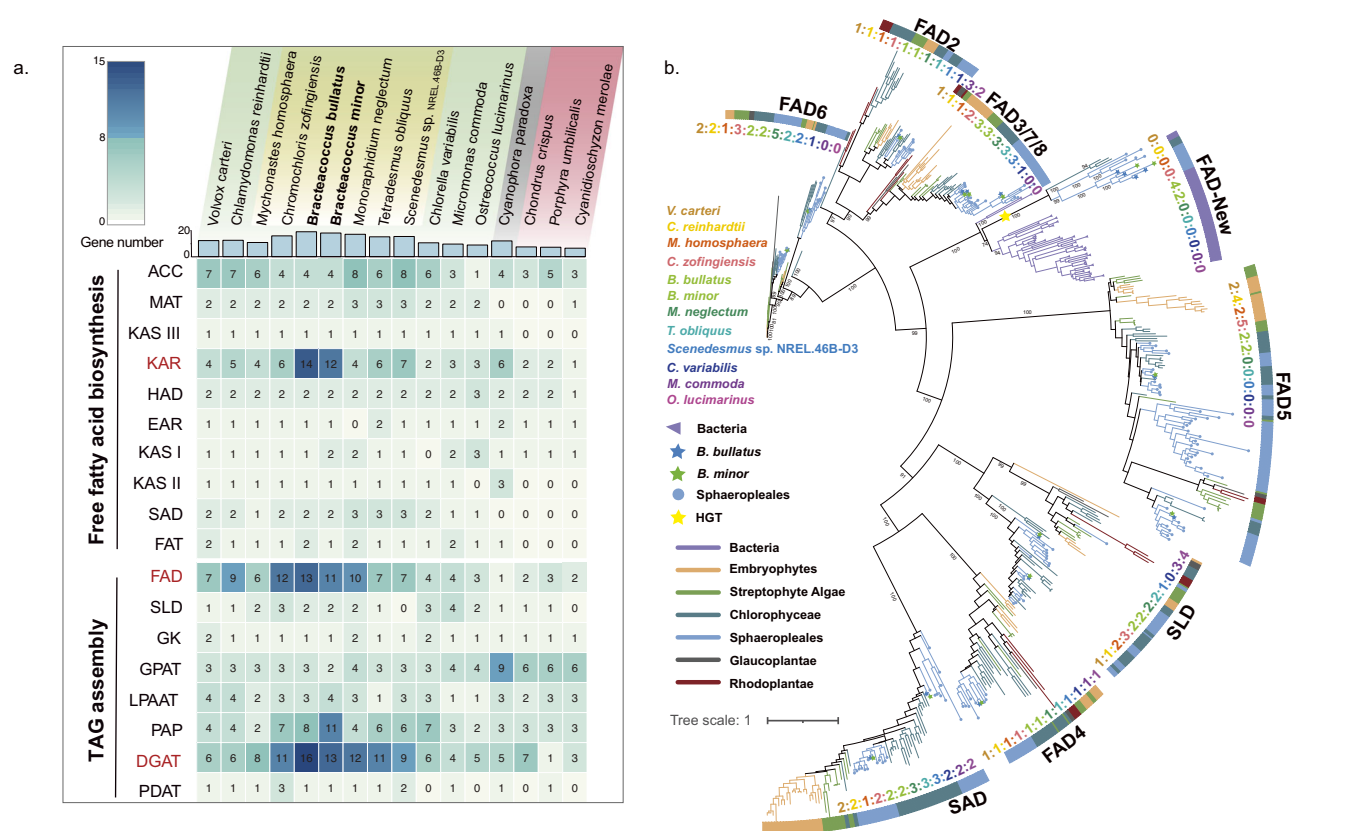 a.
15
8
0
Gene number
20
0
Volvox carteri
Chlamydomonas reinhardtii
Mychonastes homosphaera
Chromochloris zofingiensis
Bracteacoccus bullatus
Bracteacoccus minor
Monoraphidium neglectum
Tetradesmus obliquus
Scenedesmus sp. NREL.46B-D3
Chlorella variabilis
Micromonas commoda
Ostreococcus lucimarinus
Cyanophora paradoxa
Chondrus crispus
Porphyra umbilicalis
Cyanidioschyzon merolae
Free fatty acid biosynthesis
ACC 7 7 6 4 4 4 8 6 8 6 3 1 4 3 5 3
MAT 2 2 2 2 2 2 3 3 3 2 2 2 0 0 0 1
KAS III 1 1 1 1 1 1 1 1 1 1 1 1 1 0 0 0
KAR 4 5 4 6 14 12 4 6 7 2 3 3 6 2 2 1
HAD 2 2 2 2 2 2 2 2 2 2 2 3 2 2 2 1
EAR 1 1 1 1 1 1 0 2 1 1 1 1 2 1 1 1
KAS I 1 1 1 1 1 2 2 1 1 0 2 3 1 1 1 1
KAS II 1 1 1 1 1 1 1 1 1 1 1 0 3 0 0 0
SAD 2 2 1 2 2 2 3 3 3 2 1 1 0 0 0 0
FAT 2 1 1 1 2 1 2 1 1 1 2 1 1 0 0 0
TAG assembly
FAD 7 9 6 12 13 11 10 7 7 4 4 3 1 2 3 2
SLD 1 1 2 3 2 2 2 1 0 3 4 2 1 1 1 0
GK 2 1 1 1 1 1 2 1 1 2 1 1 1 1 1 1
GPAT 3 3 3 3 3 2 4 3 3 3 4 4 9 6 6 6
LPAAT 4 4 2 3 3 4 3 1 3 3 1 1 3 2 3 3
PAP 4 4 2 7 8 11 4 6 6 7 3 2 3 3 3 3
DGAT 6 6 8 11 16 13 12 11 9 6 4 5 5 7 1 3
PDAT 1 1 1 3 1 1 1 1 2 0 1 0 1 0 1 0
b.
FAD2
1:1:1:1:1:1:1:1:1:1:3:2
FAD6
2:2:1:3:2:2:5:2:2:1:0:0
FAD3/7/8
1:1:1:2:3:3:3:3:3:1:0:0
FAD-New
0:0:0:0:4:2:0:0:0:0:0:0
FAD5
2:4:2:5:2:2:0:0:0:0:0:0
SLD
1:1:2:3:2:2:2:2:1:0:3:4
FAD4
1:1:1:1:1:1:1:1:1:1:1:1
SAD
2:2:1:2:2:2:3:3:3:2:2:2
V. carteri
C. reinhardtii
M. homosphaera
C. zofingiensis
B. bullatus
B. minor
M. neglectum
T. obliquus
Scenedesmus sp. NREL.46B-D3
C. variabilis
M. commoda
O. lucimarinus
Bacteria
B. bullatus
B. minor
Sphaeropleales
HGT
Bacteria
Embryophytes
Streptophyte Algae
Chlorophyceae
Sphaeropleales
Glaucoplantae
Rhodoplantae
Tree scale: 1